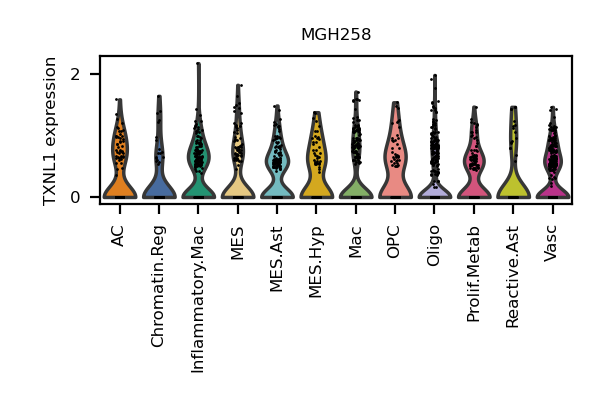 MGH258
TXNL1 expression
2
0
AC
Chromatin.Reg
Inflammatory.Mac
MES
MES.Ast
MES.Hyp
Mac
OPC
Oligo
Prolif.Metab
Reactive.Ast
Vasc